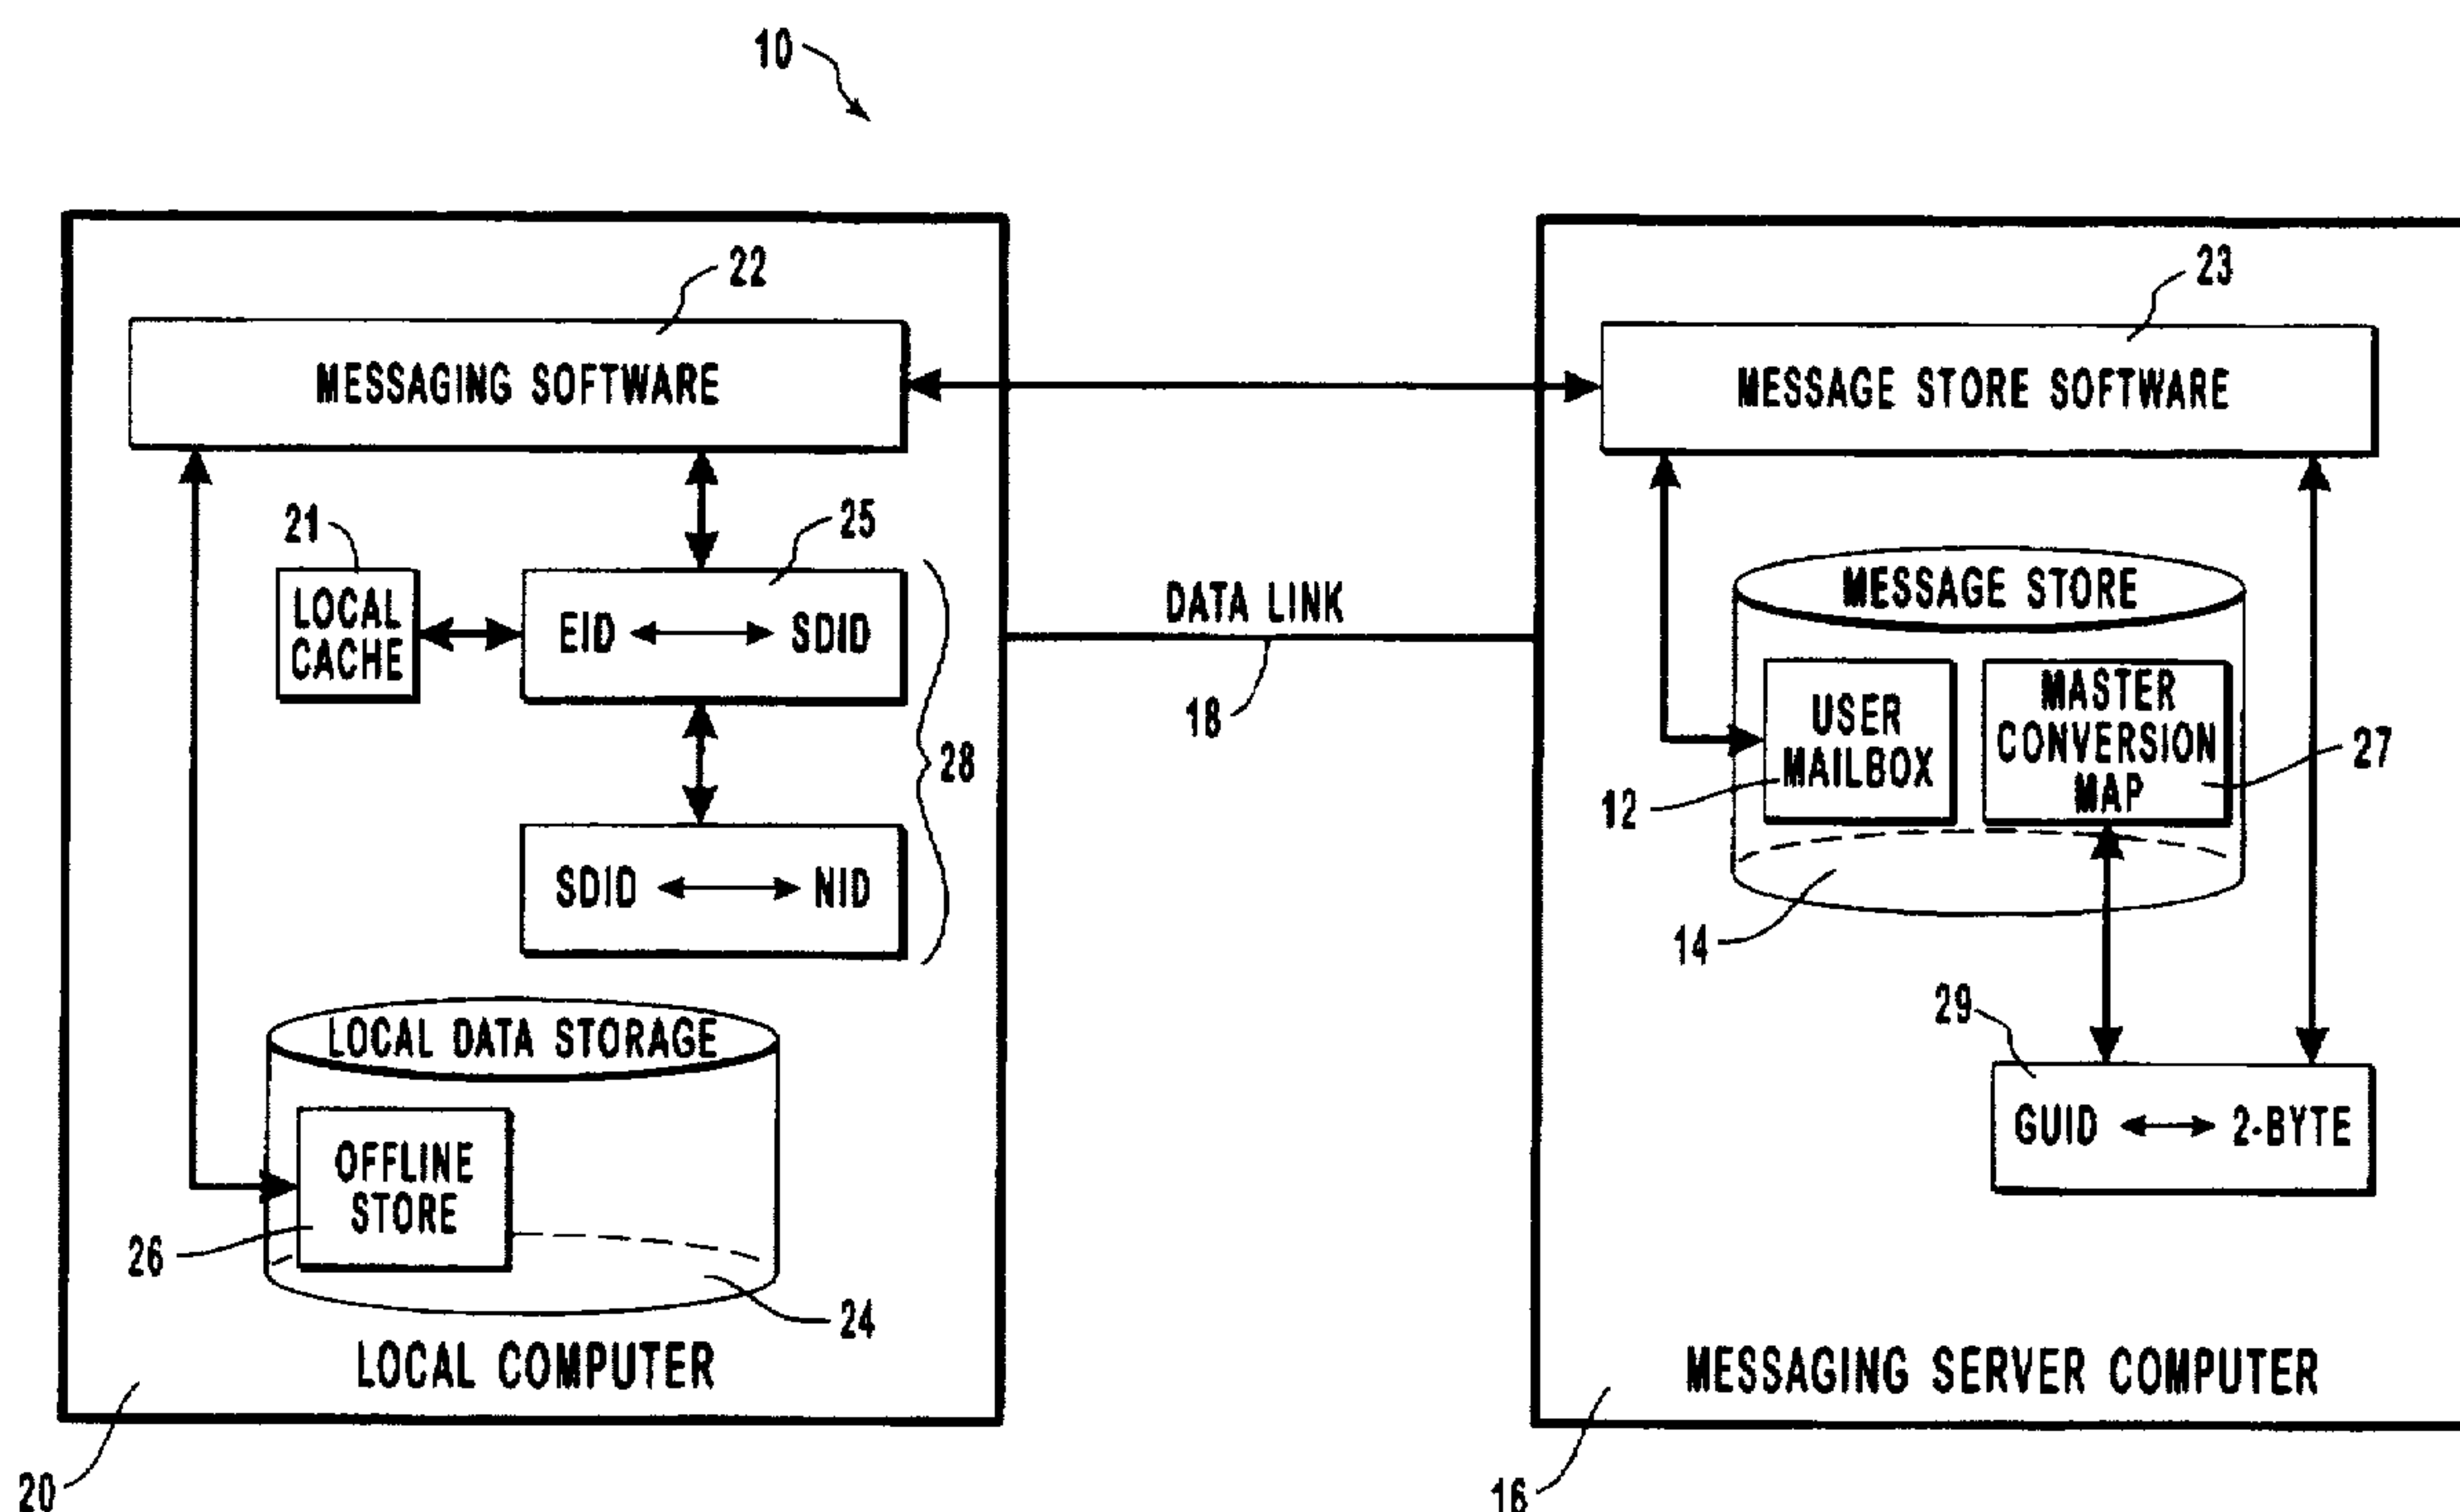 10
22
MESSAGING SOFTWARE
21
LOCAL
CACHE
25
EID
SDID
28
SDID
NID
LOCAL DATA STORAGE
OFFLINE
STORE
26
24
LOCAL COMPUTER
20
DATA LINK
18
23
MESSAGE STORE SOFTWARE
MESSAGE STORE
USER
MAILBOX
12
MASTER
CONVERSION
MAP
27
14
29
GUID
2-BYTE
MESSAGING SERVER COMPUTER
16